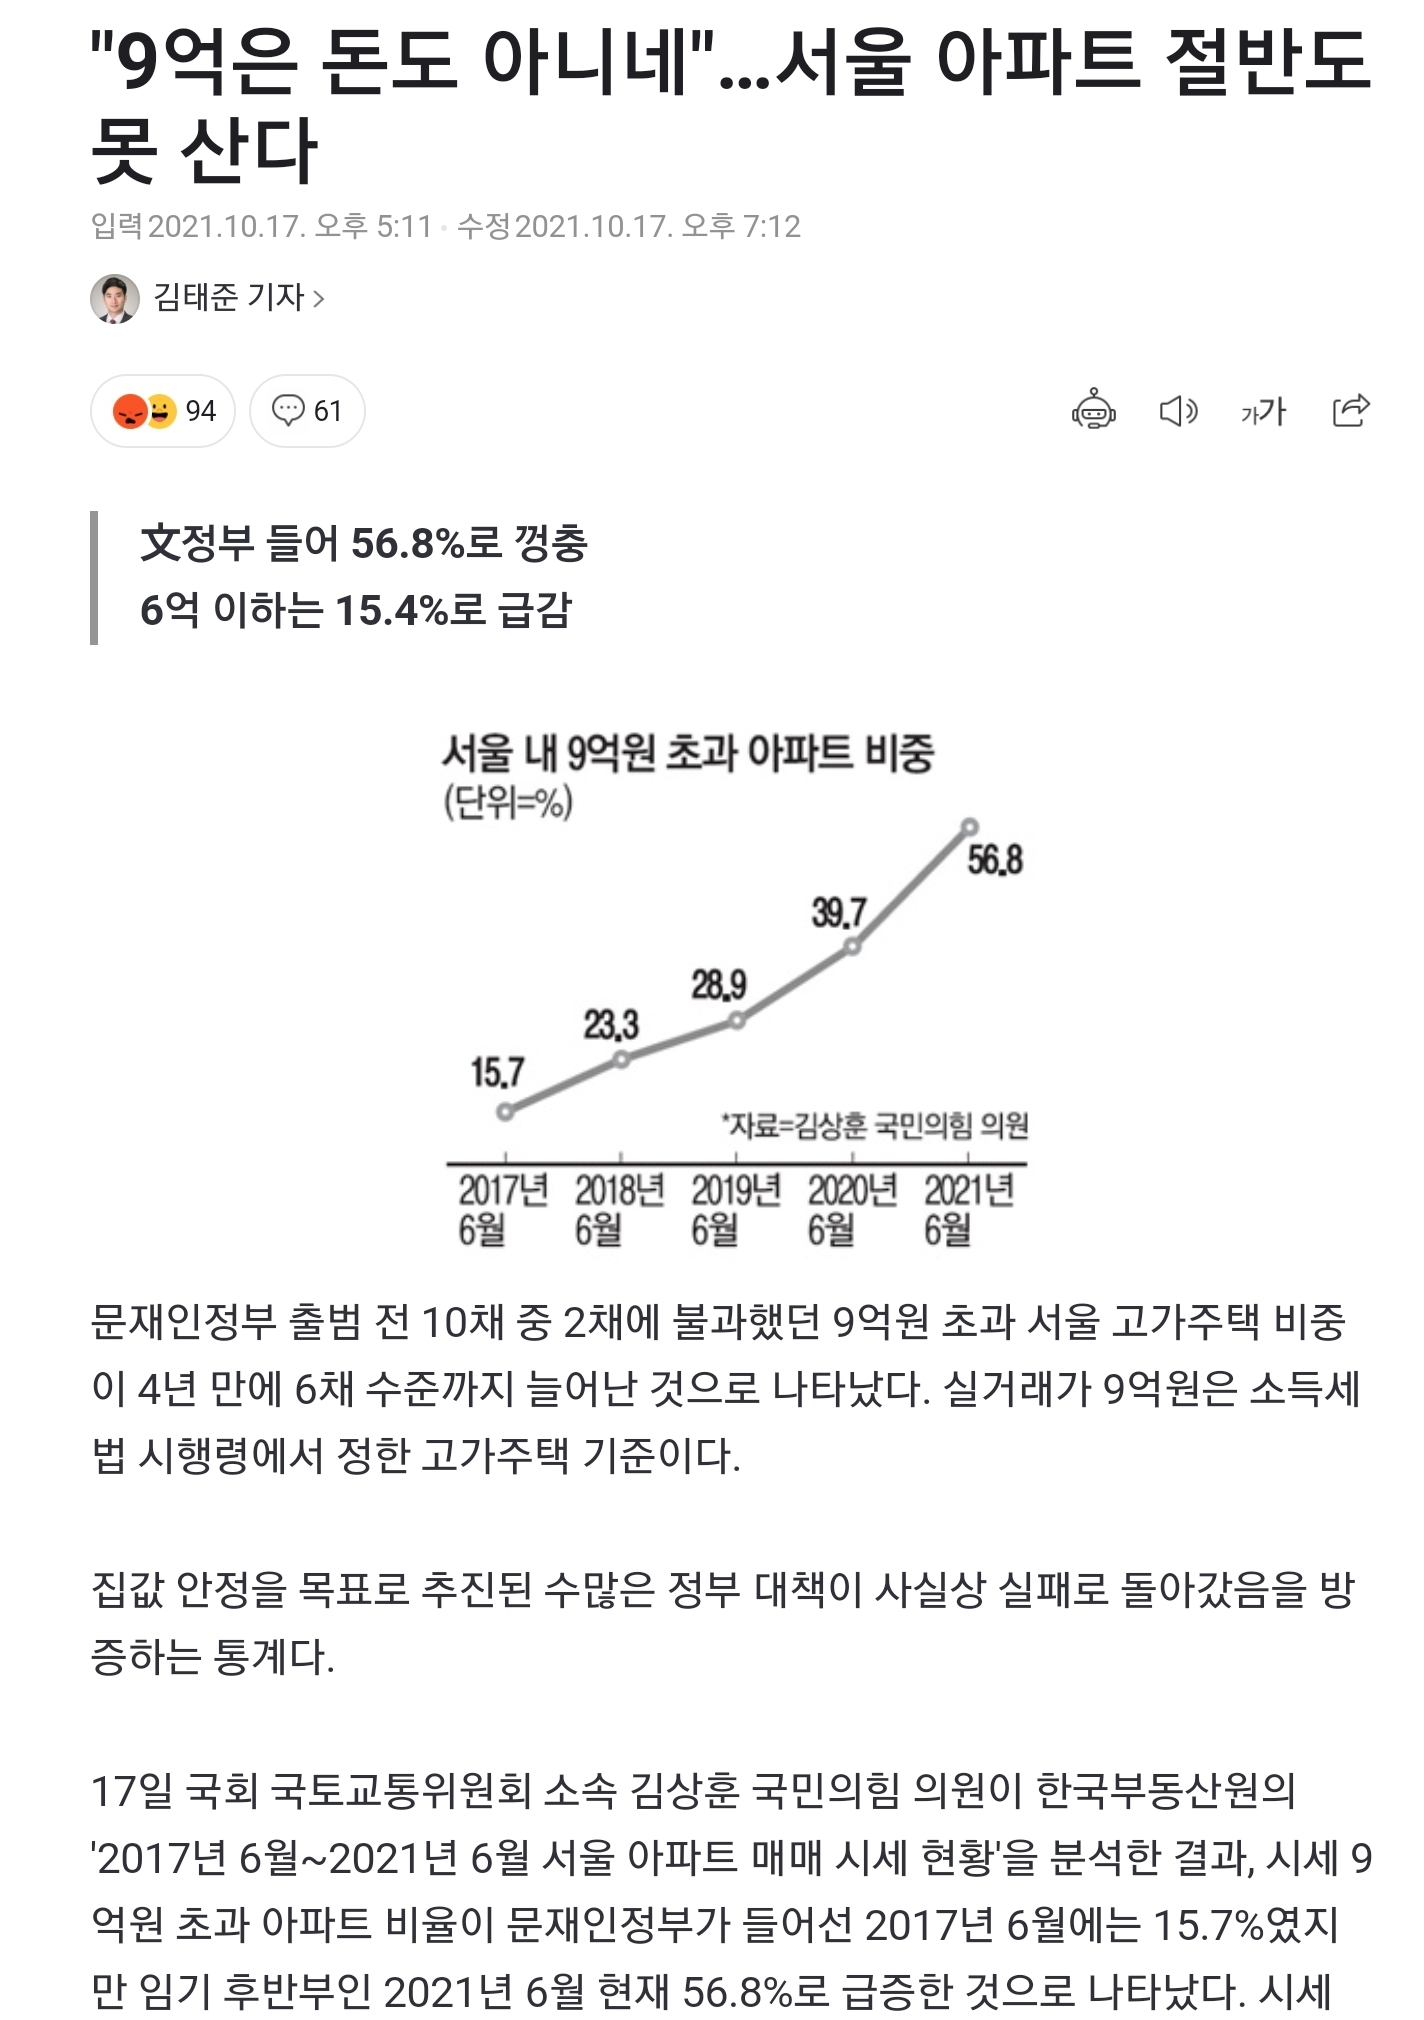 "9억은 돈도 아니네"…서울 아파트 절반도
못 산다
입력 2021.10.17. 오후 5:11 · 수정 2021.10.17. 오후 7:12
김태준 기자 >
94 61 가가
文정부 들어 56.8%로 껑충
6억 이하는 15.4%로 급감
서울 내 9억원 초과 아파트 비중
(단위=%)
56.8
39.7
28.9
23.3
15.7
*자료=김상훈 국민의힘 의원
2017년 2018년 2019년 2020년 2021년
6월 6월 6월 6월 6월
문재인정부 출범 전 10채 중 2채에 불과했던 9억원 초과 서울 고가주택 비중
이 4년 만에 6채 수준까지 늘어난 것으로 나타났다. 실거래가 9억원은 소득세
법 시행령에서 정한 고가주택 기준이다.
집값 안정을 목표로 추진된 수많은 정부 대책이 사실상 실패로 돌아갔음을 방
증하는 통계다.
17일 국회 국토교통위원회 소속 김상훈 국민의힘 의원이 한국부동산원의
'2017년 6월~2021년 6월 서울 아파트 매매 시세 현황'을 분석한 결과, 시세 9
억원 초과 아파트 비율이 문재인정부가 들어선 2017년 6월에는 15.7%였지
만 임기 후반부인 2021년 6월 현재 56.8%로 급증한 것으로 나타났다. 시세